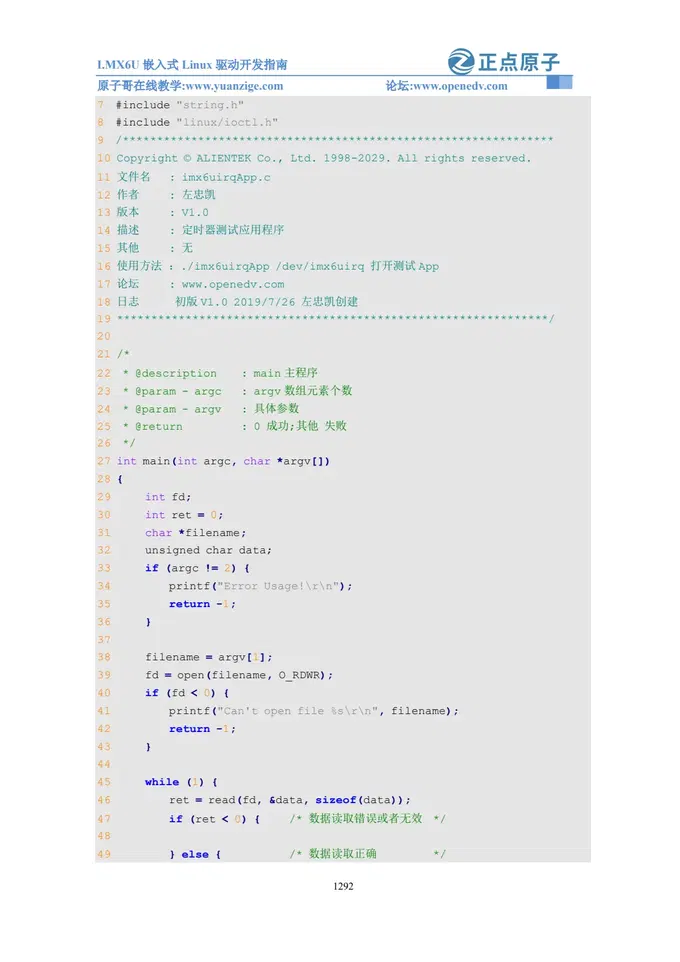 I.MX6U 嵌入式 Linux 驱动开发指南
正点原子
原子哥在线教学:www.yuanzige.com 论坛:www.openedv.com
7 #include "string.h"
8 #include "linux/ioctl.h"
9 /***************************************************************
10 Copyright © ALIENTEK Co., Ltd. 1998-2029. All rights reserved.
11 文件名 : imx6uirqApp.c
12 作者 : 左忠凯
13 版本 : V1.0
14 描述 : 定时器测试应用程序
15 其他 : 无
16 使用方法 : ./imx6uirqApp /dev/imx6uirq 打开测试 App
17 论坛 : www.openedv.com
18 日志 初版 V1.0 2019/7/26 左忠凯创建
19 ***************************************************************/
20
21 /*
22 * @description : main 主程序
23 * @param - argc : argv 数组元素个数
24 * @param - argv : 具体参数
25 * @return : 0 成功;其他 失败
26 */
27 int main(int argc, char *argv[])
28 {
29 int fd;
30 int ret = 0;
31 char *filename;
32 unsigned char data;
33 if (argc != 2) {
34 printf("Error Usage!\r\n");
35 return -1;
36 }
37
38 filename = argv[1];
39 fd = open(filename, O_RDWR);
40 if (fd < 0) {
41 printf("Can't open file %s\r\n", filename);
42 return -1;
43 }
44
45 while (1) {
46 ret = read(fd, &data, sizeof(data));
47 if (ret < 0) { /* 数据读取错误或者无效 */
48
49 } else { /* 数据读取正确 */
1292